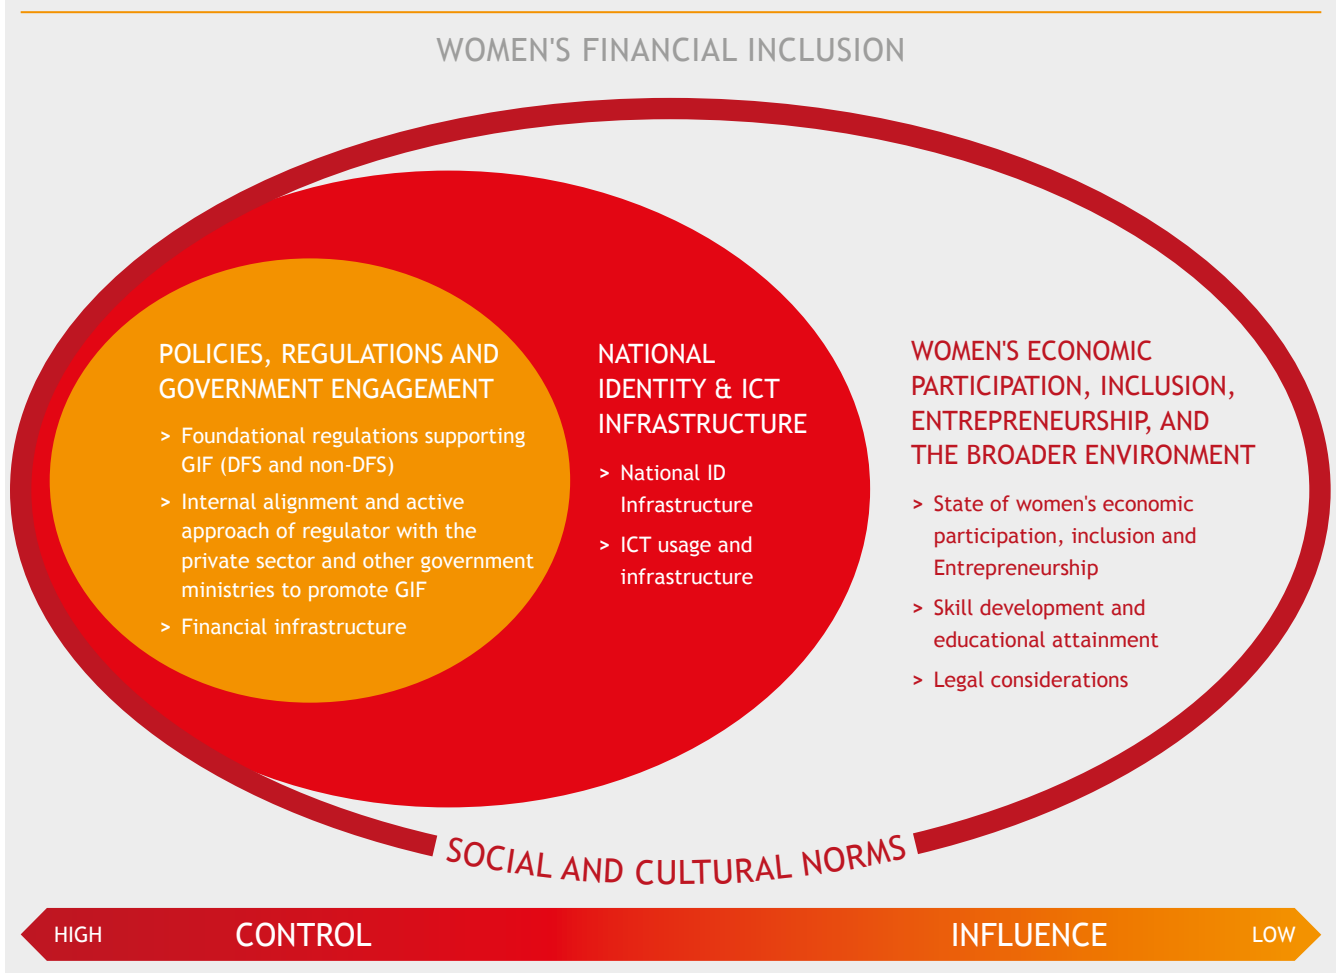 WOMEN'S FINANCIAL INCLUSION
POLICIES, REGULATIONS AND
GOVERNMENT ENGAGEMENT
> Foundational regulations supporting
GIF (DFS and non-DFS)
> Internal alignment and active
approach of regulator with the
private sector and other government
ministries to promote GIF
> Financial infrastructure
NATIONAL
IDENTITY & ICT
INFRASTRUCTURE
> National ID
Infrastructure
> ICT usage and
infrastructure
WOMEN'S ECONOMIC
PARTICIPATION, INCLUSION,
ENTREPRENEURSHIP, AND
THE BROADER ENVIRONMENT
> State of women's economic
participation, inclusion and
Entrepreneurship
> Skill development and
educational attainment
> Legal considerations
SOCIAL AND CULTURAL NORMS
HIGH CONTROL INFLUENCE LOW